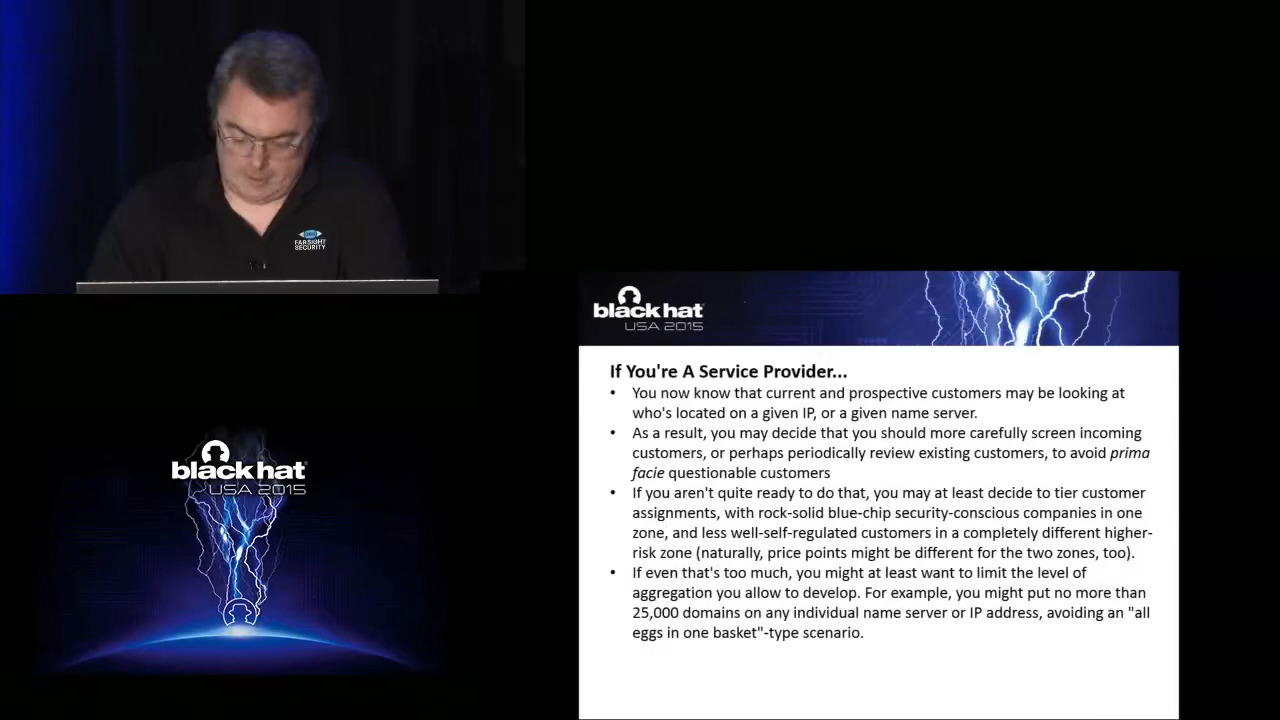 FARSIGHT
SECURITY
black hat
USA 2015
black hat
USA 2015
If You're A Service Provider...
• You now know that current and prospective customers may be looking at
who's located on a given IP, or a given name server.
• As a result, you may decide that you should more carefully screen incoming
customers, or perhaps periodically review existing customers, to avoid prima
facie questionable customers
• If you aren't quite ready to do that, you may at least decide to tier customer
assignments, with rock-solid blue-chip security-conscious companies in one
zone, and less well-self-regulated customers in a completely different higher-
risk zone (naturally, price points might be different for the two zones, too).
• If even that's too much, you might at least want to limit the level of
aggregation you allow to develop. For example, you might put no more than
25,000 domains on any individual name server or IP address, avoiding an "all
eggs in one basket"-type scenario.